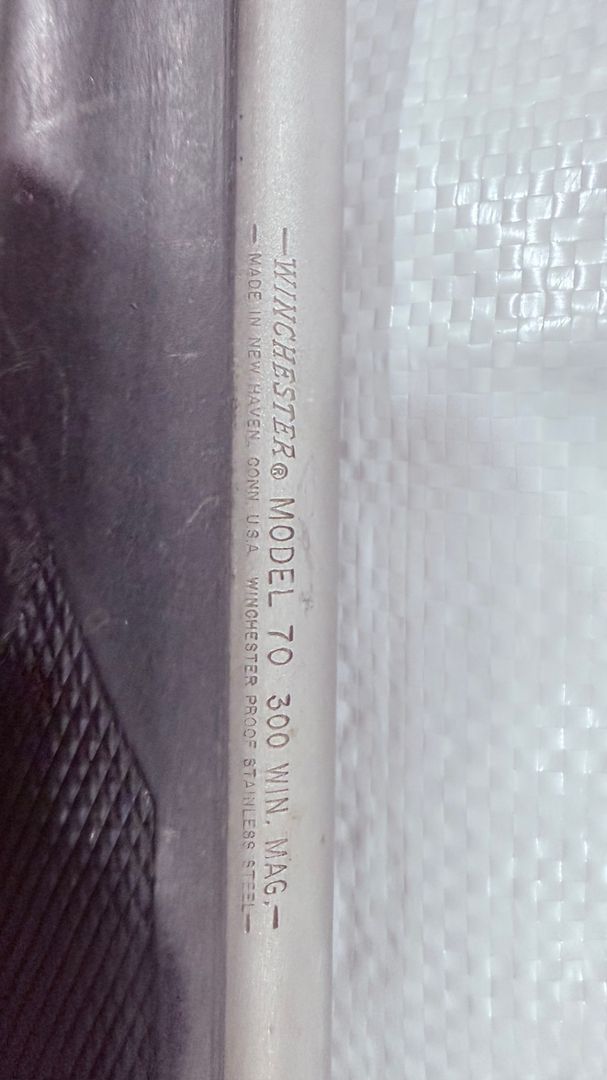 —WINCHESTER® MODEL 70 300 WIN. MAG.—
— MADE IN NEW HAVEN, CONN. U.S.A. WINCHESTER PROOF STAINLESS STEEL—